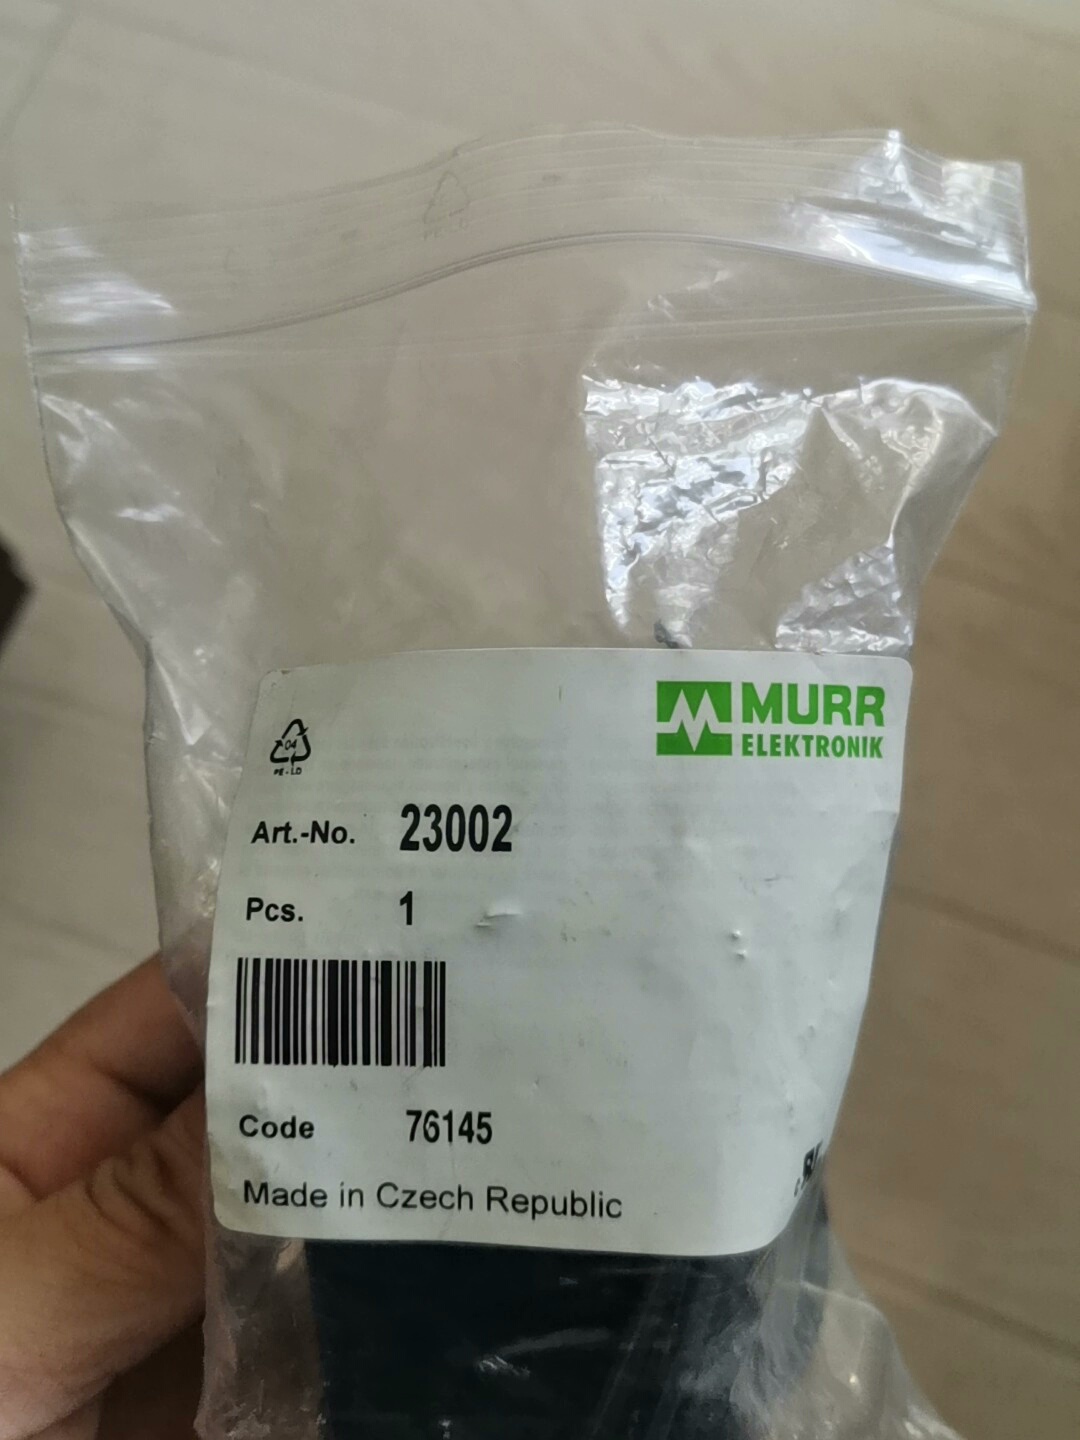 MURR
ELEKTRONIK
04
PE-LD
Art.-No. 23002
Pcs. 1
Code 76145
Made in Czech Republic